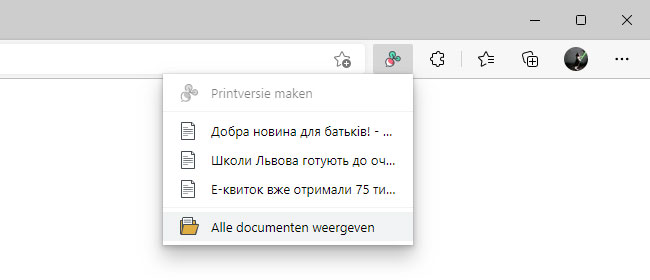 Printversie maken
Добра новина для батьків! - ...
Школи Львова готують до оч...
Е-квиток вже отримали 75 ти...
Alle documenten weergeven